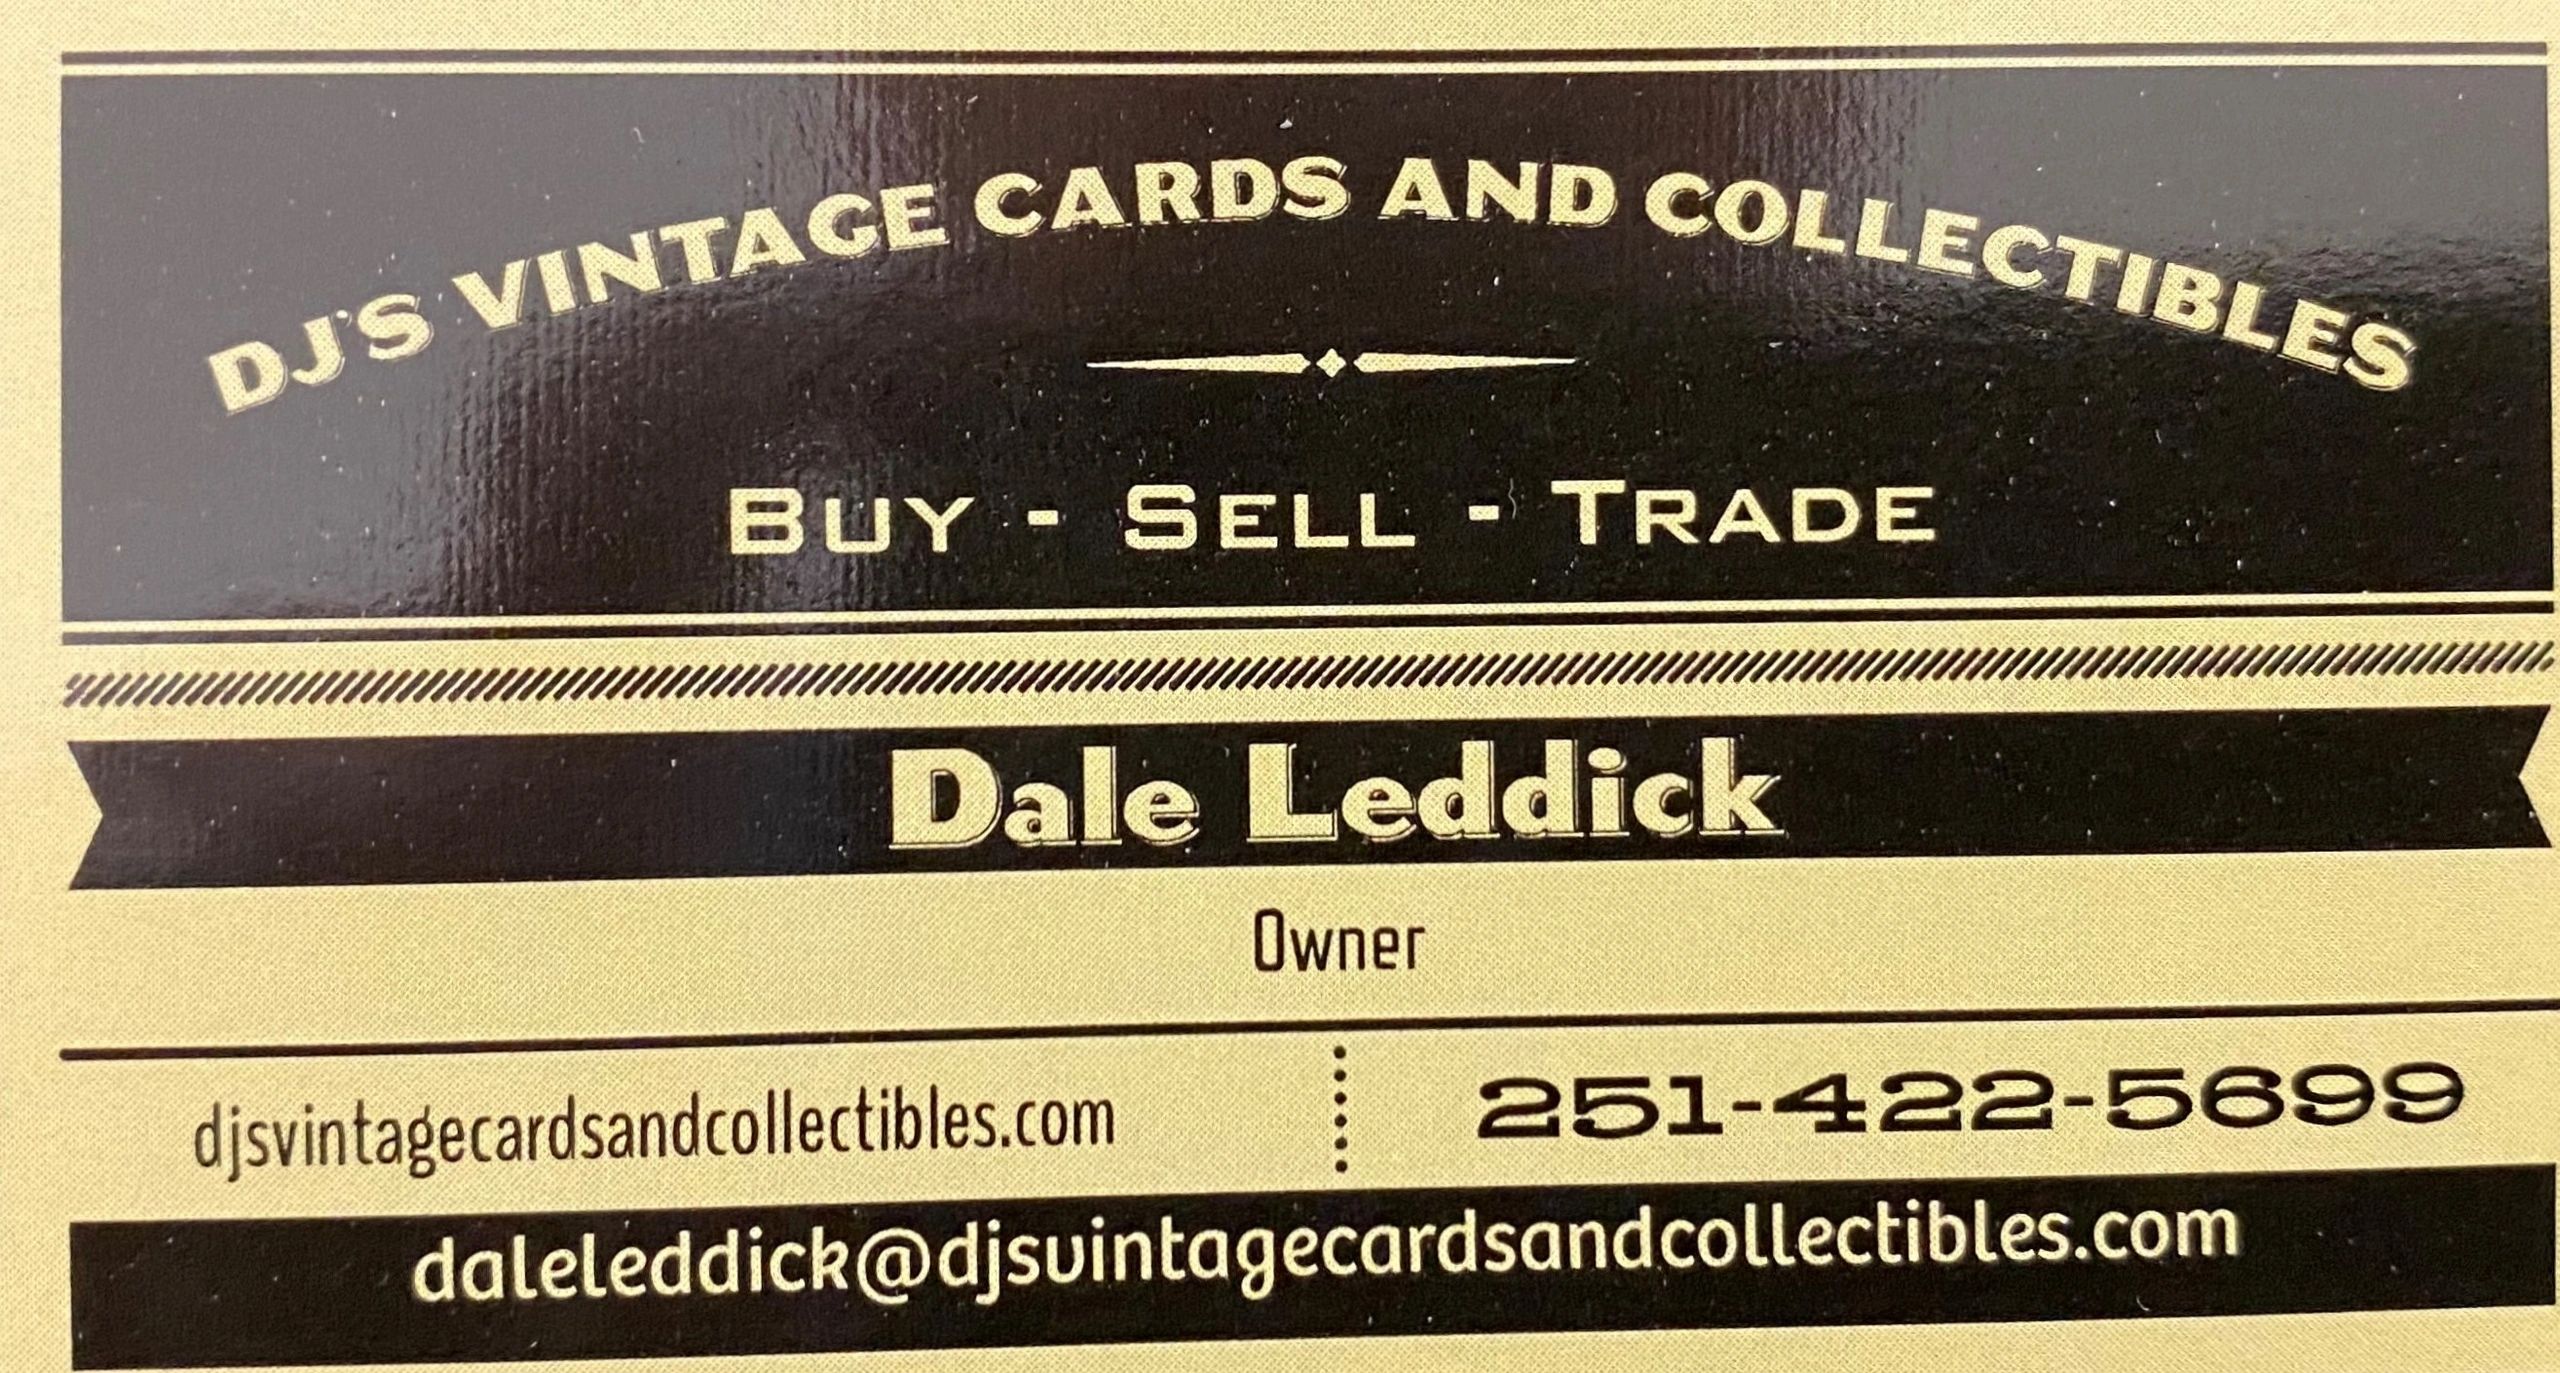 DJ'S VINTAGE CARDS AND COLLECTIBLES
BUY - SELL - TRADE
Dale Leddick
Owner
djsvintagecardsandcollectibles.com
251-422-5699
daleleddick@djsvintagecardsandcollectibles.com